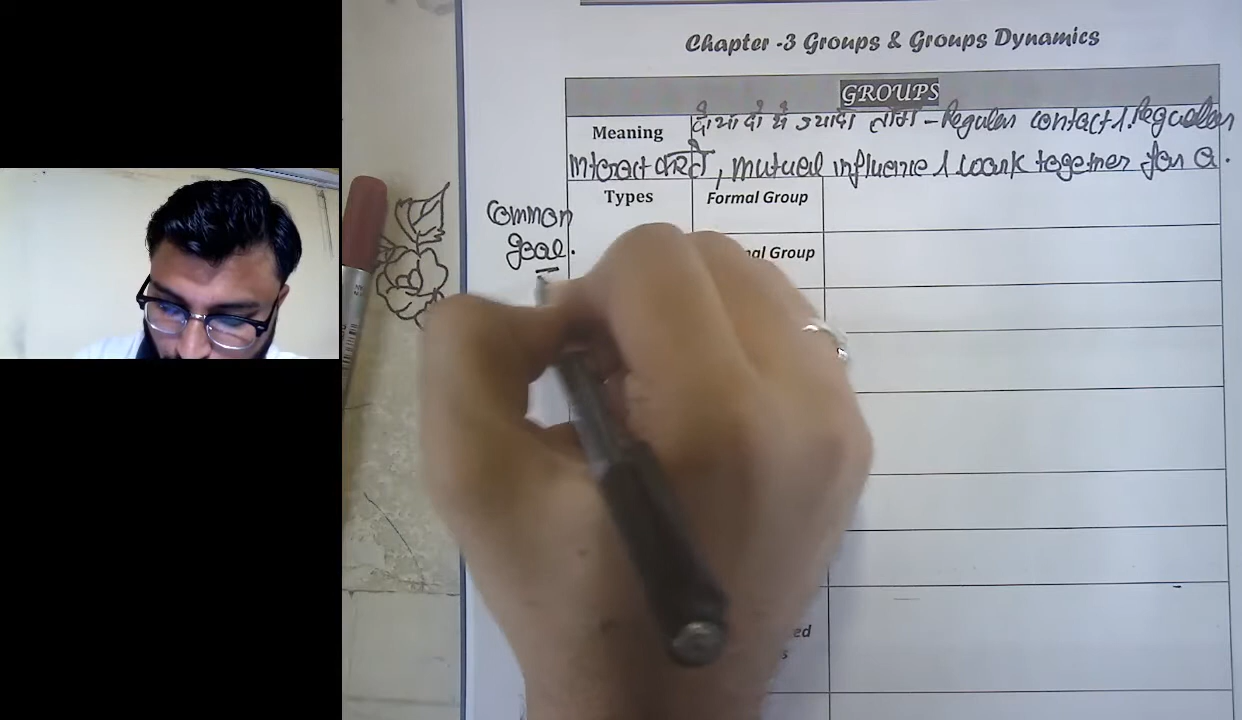 Chapter -3 Groups & Groups Dynamics
GROUPS
Meaning
दो या दो से ज्यादा लोग - Regular contact & Regular
interact करते, mutual influence & work together for a.
common
goal.
Types
Formal Group
al Group
ed
s